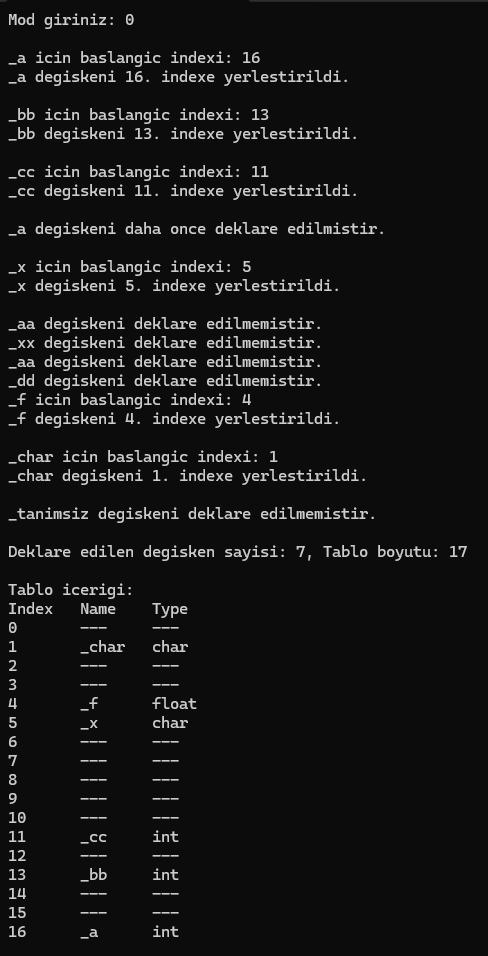 Mod giriniz: 0
_a icin baslangic indexi: 16
_a degiskeni 16. indexe yerlestirildi.
_bb icin baslangic indexi: 13
_bb degiskeni 13. indexe yerlestirildi.
_cc icin baslangic indexi: 11
_cc degiskeni 11. indexe yerlestirildi.
_a degiskeni daha once deklare edilmistir.
_x icin baslangic indexi: 5
_x degiskeni 5. indexe yerlestirildi.
_aa degiskeni deklare edilmemistir.
_xx degiskeni deklare edilmemistir.
_aa degiskeni deklare edilmemistir.
_dd degiskeni deklare edilmemistir.
_f icin baslangic indexi: 4
_f degiskeni 4. indexe yerlestirildi.
_char icin baslangic indexi: 1
_char degiskeni 1. indexe yerlestirildi.
_tanimsiz degiskeni deklare edilmemistir.
Deklare edilen degisken sayisi: 7, Tablo boyutu: 17
Tablo icerigi:
Index Name Type
0 --- ---
1 _char char
2 --- ---
3 --- ---
4 _f float
5 _x char
6 --- ---
7 --- ---
8 --- ---
9 --- ---
10 --- ---
11 _cc int
12 --- ---
13 _bb int
14 --- ---
15 --- ---
16 _a int